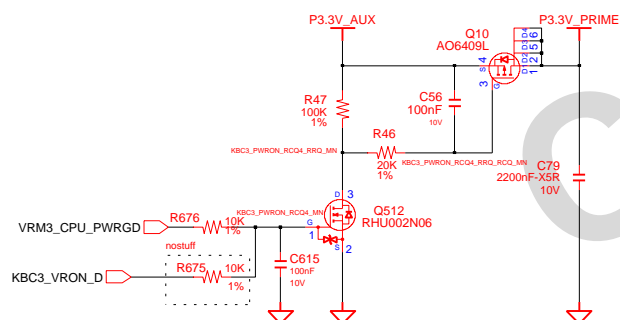 P3.3V_AUX
P3.3V_PRIME
Q10
AO6409L
D4
D3
D2
D1
6
5
2
1
4
S
3
G
R47
100K
1%
C56
100nF
10V
R46
20K
1%
KBC3_PWRON_RCQ4_RRQ_MN
KBC3_PWRON_RCQ4_RRQ_RCQ_MN
C79
2200nF-X5R
10V
D
3
Q512
RHU002N06
KBC3_PWRON_RCQ4_MN
G
1
S
2
VRM3_CPU_PWRGD
R676
10K
1%
nostuff
KBC3_VRON_D
R675
10K
1%
C615
100nF
10V
C